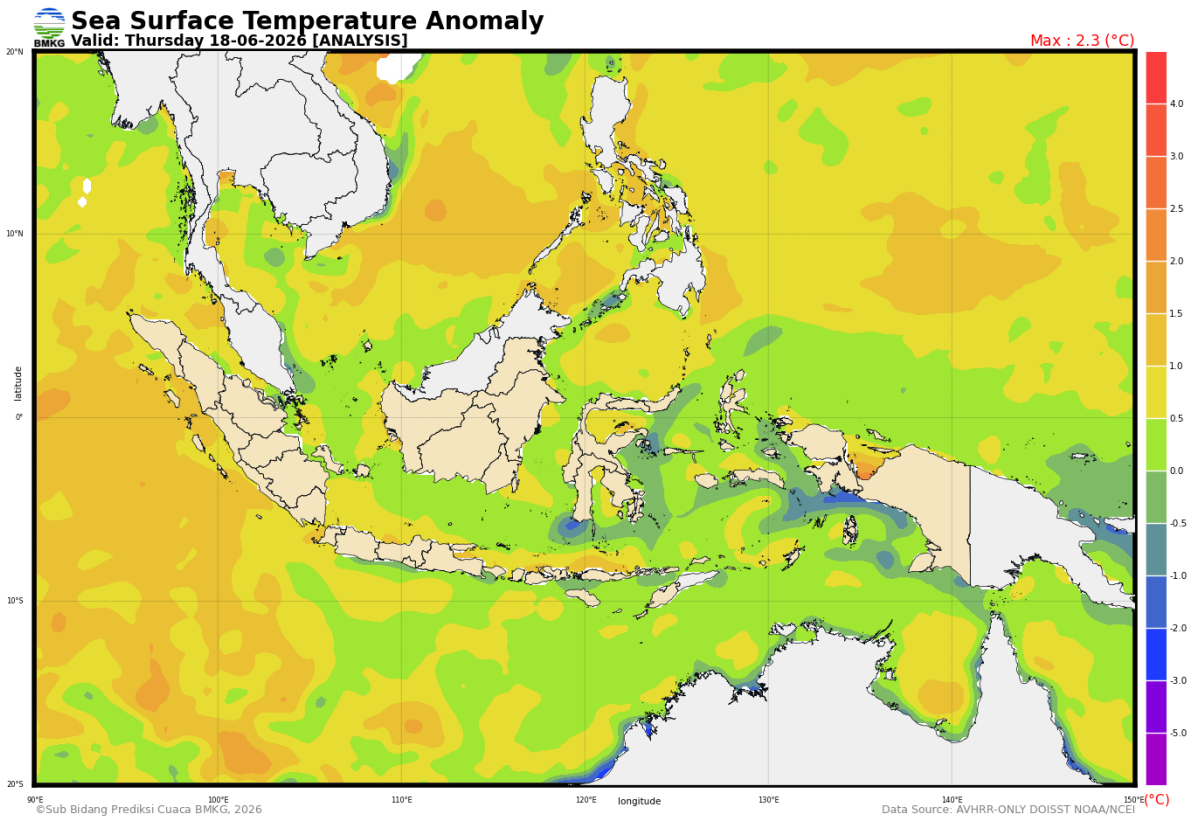 Sea Surface Temperature Anomaly
BMKG
Valid: Thursday 18-06-2026 [ANALYSIS]
Max : 2.3 (°C)
20°N
10°N
0°
10°S
20°S
latitude
4.0
3.0
2.5
2.0
1.5
1.0
0.5
0.0
-0.5
-1.0
-2.0
-3.0
-5.0
(°C)
90°E
100°E
110°E
120°E
130°E
140°E
150°E
longitude
©Sub Bidang Prediksi Cuaca BMKG, 2026
Data Source: AVHRR-ONLY DOISST NOAA/NCEI